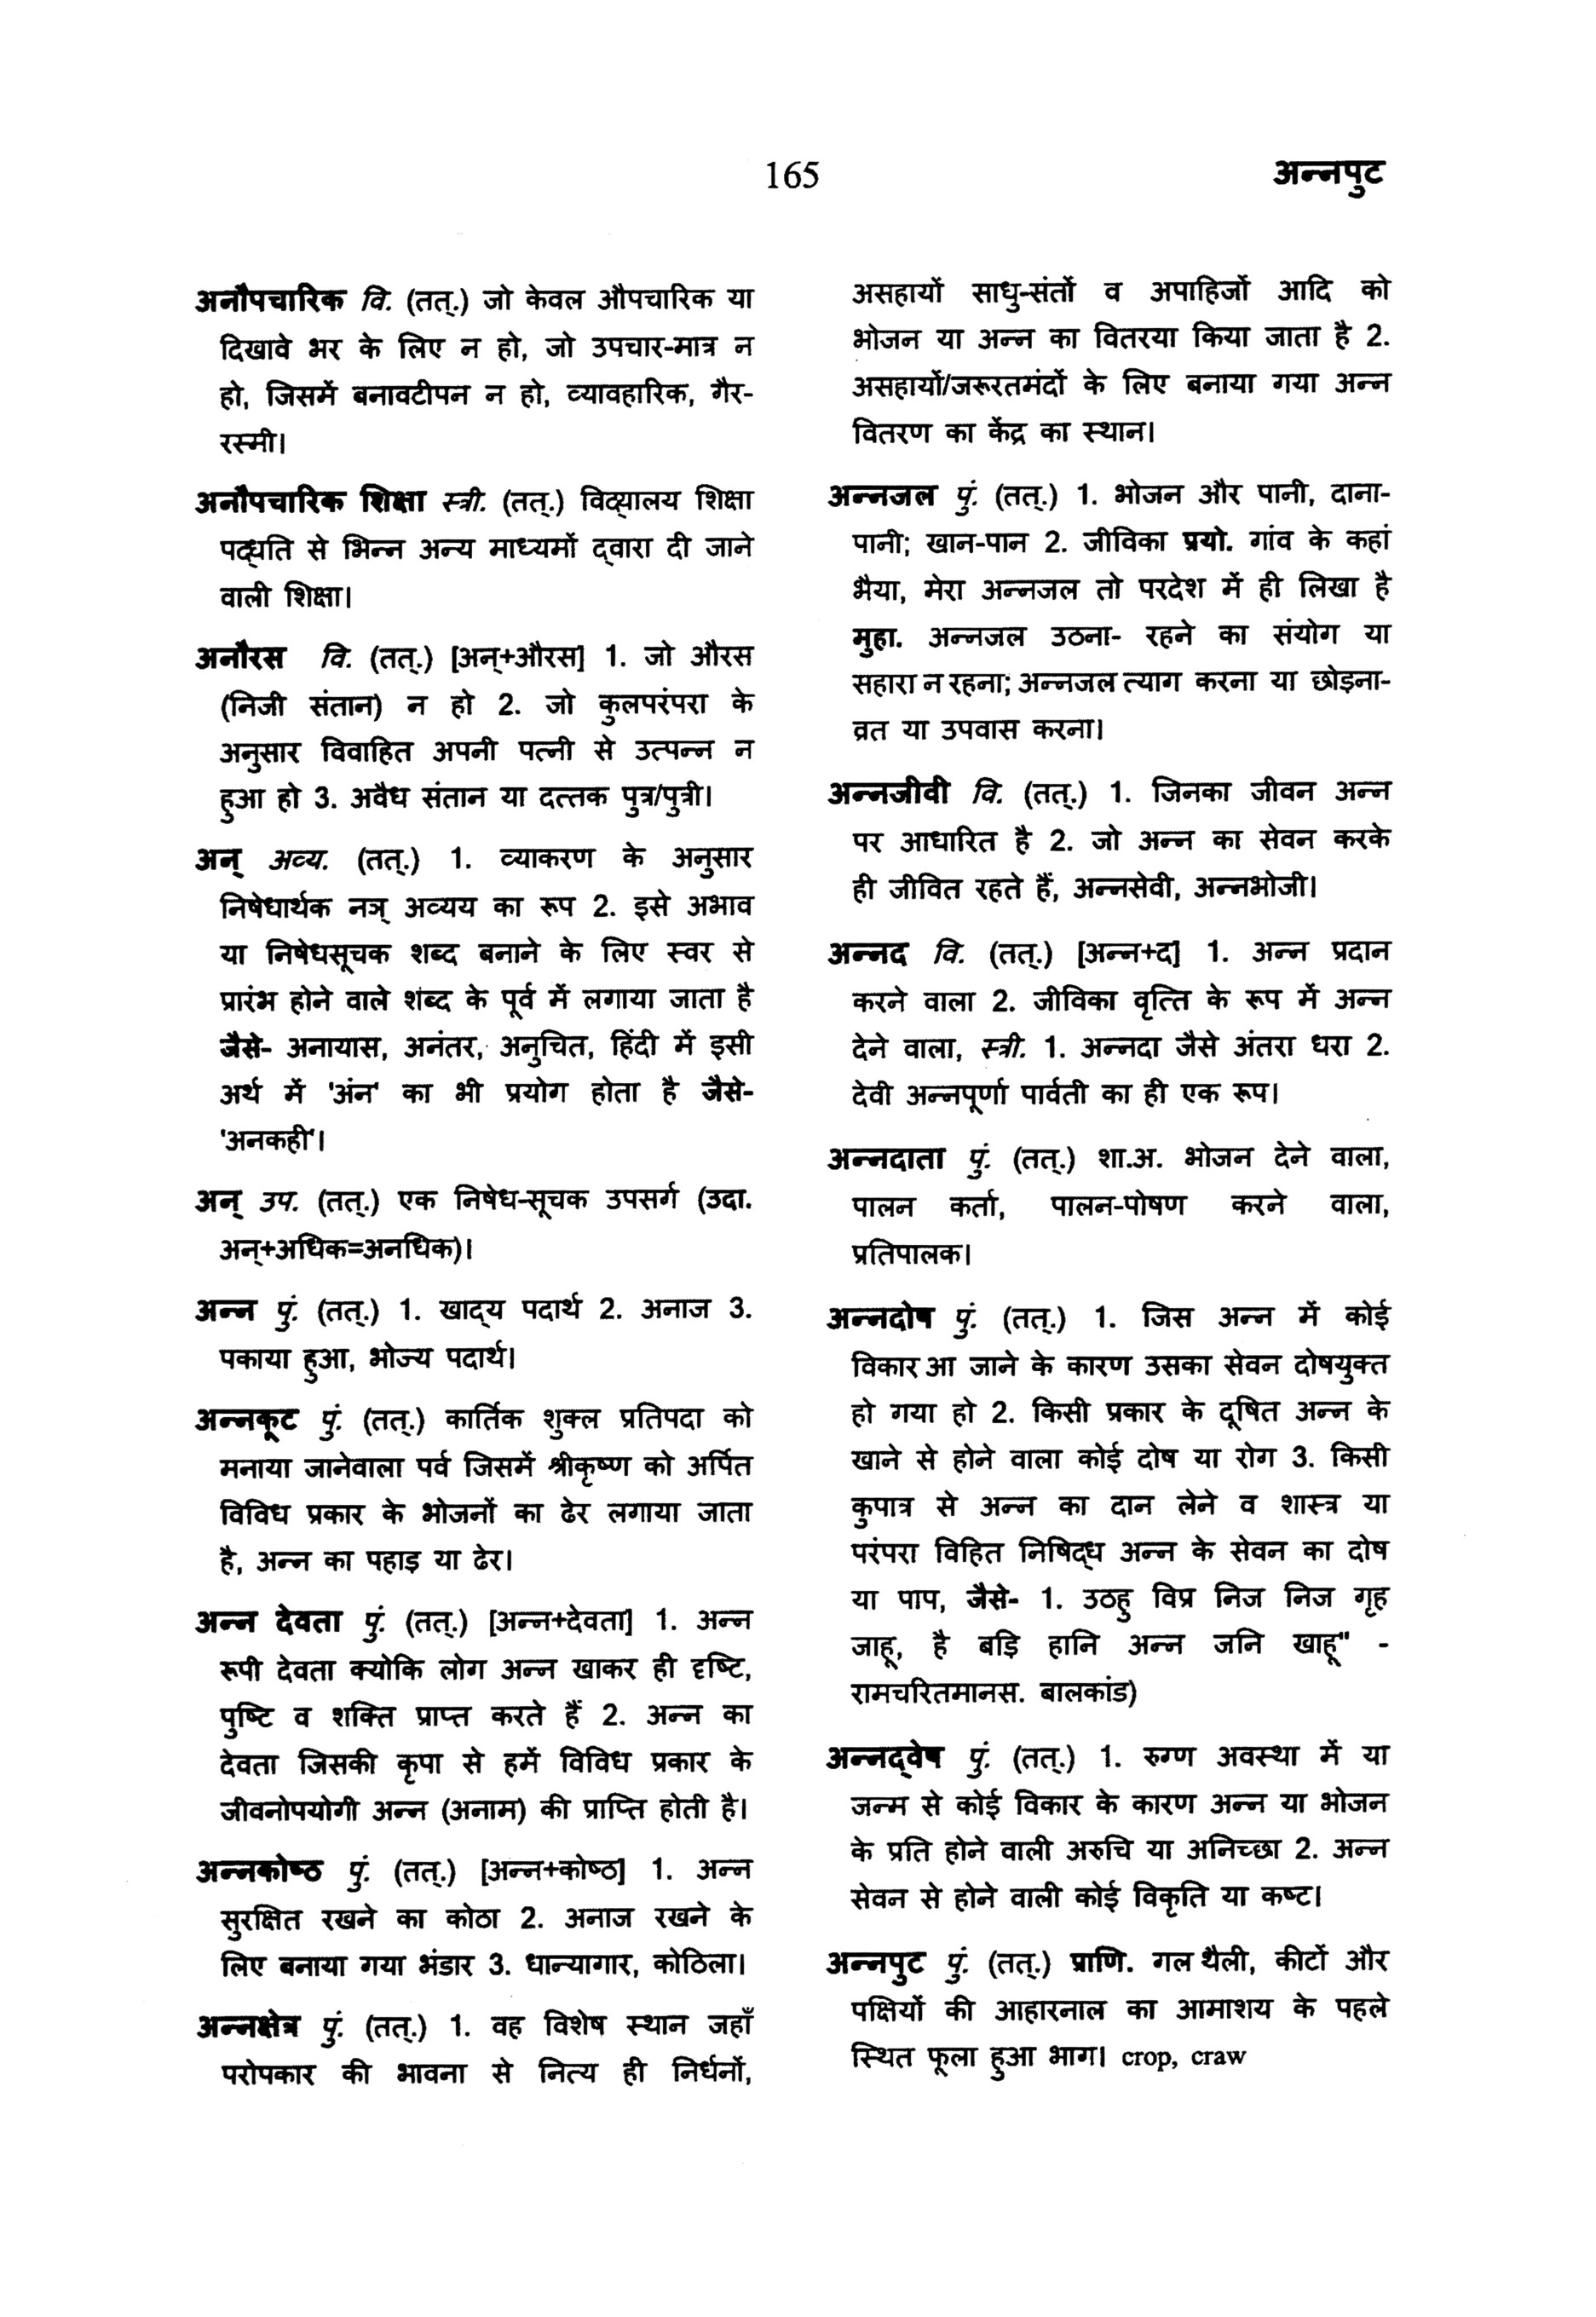 165
अन्नपुट
अनौपचारिक वि. (तत्.) जो केवल औपचारिक या
दिखावे भर के लिए न हो, जो उपचार-मात्र न
हो, जिसमें बनावटीपन न हो, व्यावहारिक, गैर-
रस्मी।
अनौपचारिक शिक्षा स्त्री. (तत्.) विद्‌यालय शिक्षा
पद्‌धति से भिन्न अन्य माध्यमों द्‌वारा दी जाने
वाली शिक्षा।
अनौरस वि. (तत्.) [अन्+औरस] 1. जो औरस
(निजी संतान) न हो 2. जो कुलपरंपरा के
अनुसार विवाहित अपनी पत्नी से उत्पन्न न
हुआ हो 3. अवैध संतान या दत्तक पुत्र/पुत्री।
अन् अव्य. (तत्.) 1. व्याकरण के अनुसार
निषेधार्थक नञ् अव्यय का रूप 2. इसे अभाव
या निषेधसूचक शब्द बनाने के लिए स्वर से
प्रारंभ होने वाले शंब्द के पूर्व में लगाया जाता है
जैसे- अनायास, अनंतर, अनुचित, हिंदी में इसी
अर्थ में 'अंन' का भी प्रयोग होता है जैसे-
'अनकही'।
अन् उप. (तत्.) एक निषेध-सूचक उपसर्ग (उदा.
अन्+अधिक=अनधिक)।
अन्न पुं. (तत्.) 1. खाद्‌य पदार्थ 2. अनाज 3.
पकाया हुआ, भोज्य पदार्थ।
अन्नकूट पुं. (तत्.) कार्तिक शुक्ल प्रतिपदा को
मनाया जानेवाला पर्व जिसमें श्रीकृष्ण को अर्पित
विविध प्रकार के भोजनों का ढेर लगाया जाता
है, अन्न का पहाड़ या ढेर।
अन्न देवता पुं. (तत्.) [अन्न+देवता] 1. अन्न
रूपी देवता क्योकि लोग अन्न खाकर ही दृष्टि,
पुष्टि व शक्ति प्राप्त करते हैं 2. अन्न का
देवता जिसकी कृपा से हमें विविध प्रकार के
जीवनोपयोगी अन्न (अनाम) की प्राप्ति होती है।
अन्नकोष्ठ पुं. (तत्.) [अन्न+कोष्ठ] 1. अन्न
सुरक्षित रखने का कोठा 2. अनाज रखने के
लिए बनाया गया भंडार 3. धान्यागार, कोठिला।
अन्नक्षेत्र पुं. (तत्.) 1. वह विशेष स्थान जहाँ
परोपकार की भावना से नित्य ही निर्धनों,
असहायों साधु-संतों व अपाहिजों आदि को
भोजन या अन्न का वितरया किया जाता है 2.
असहायों/जरूरतमंदों के लिए बनाया गया अन्न
वितरण का केंद्र का स्थान।
अन्नजल पुं. (तत्.) 1. भोजन और पानी, दाना-
पानी; खान-पान 2. जीविका प्रयो. गांव के कहां
भैया, मेरा अन्नजल तो परदेश में ही लिखा है
मुहा. अन्नजल उठना- रहने का संयोग या
सहारा न रहना; अन्नजल त्याग करना या छोड़ना-
व्रत या उपवास करना।
अन्नजीवी वि. (तत्.) 1. जिनका जीवन अन्न
पर आधारित है 2. जो अन्न का सेवन करके
ही जीवित रहते हैं, अन्नसेवी, अन्नभोजी।
अन्नद वि. (तत्.) [अन्न+द] 1. अन्न प्रदान
करने वाला 2. जीविका वृत्ति के रूप में अन्न
देने वाला, स्त्री. 1. अन्नदा जैसे अंतरा धरा 2.
देवी अन्नपूर्णा पार्वती का ही एक रूप।
अन्नदाता पुं. (तत्.) शा.अ. भोजन देने वाला,
पालन कर्ता, पालन-पोषण करने वाला,
प्रतिपालक।
अन्नदोष पुं. (तत्.) 1. जिस अन्न में कोई
विकार आ जाने के कारण उसका सेवन दोषयुक्त
हो गया हो 2. किसी प्रकार के दूषित अन्न के
खाने से होने वाला कोई दोष या रोग 3. किसी
कुपात्र से अन्न का दान लेने व शास्त्र या
परंपरा विहित निषिद्‌ध अन्न के सेवन का दोष
या पाप, जैसे- 1. उठहु विप्र निज निज गृह
जाहू, है बड़ि हानि अन्न जनि खाहू" -
रामचरितमानस. बालकांड)
अन्नद्‌वेष पुं. (तत्.) 1. रुग्ण अवस्था में या
जन्म से कोई विकार के कारण अन्न या भोजन
के प्रति होने वाली अरुचि या अनिच्छा 2. अन्न
सेवन से होने वाली कोई विकृति या कष्ट।
अन्नपुट पुं. (तत्.) प्राणि. गल थैली, कीटों और
पक्षियों की आहारनाल का आमाशय के पहले
स्थित फूला हुआ भाग। crop, craw